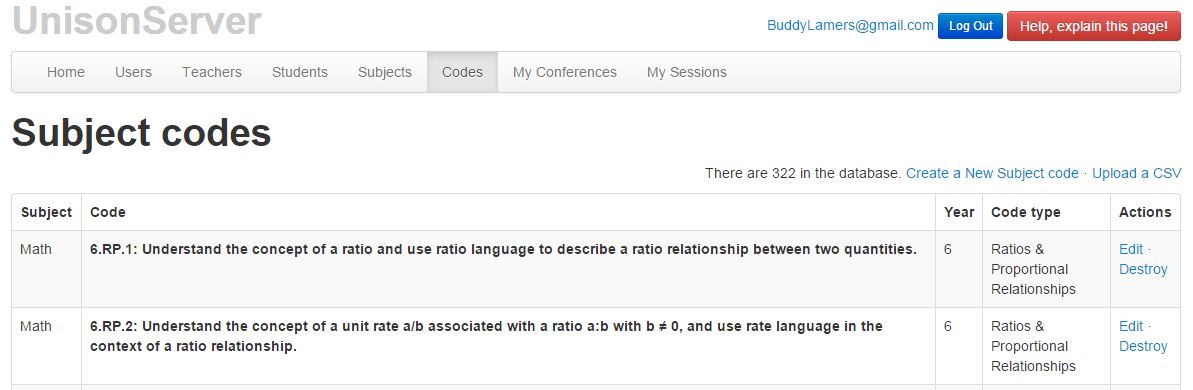 UnisonServer
BuddyLamers@gmail.com Log Out Help, explain this page!
Home Users Teachers Students Subjects Codes My Conferences My Sessions
Subject codes
There are 322 in the database. Create a New Subject code · Upload a CSV
Subject Code Year Code type Actions
Math 6.RP.1: Understand the concept of a ratio and use ratio language to describe a ratio relationship between two quantities. 6 Ratios & Edit ·
Proportional Destroy
Relationships
Math 6.RP.2: Understand the concept of a unit rate a/b associated with a ratio a:b with b ≠ 0, and use rate language in the 6 Ratios & Edit ·
context of a ratio relationship. Proportional Destroy
Relationships